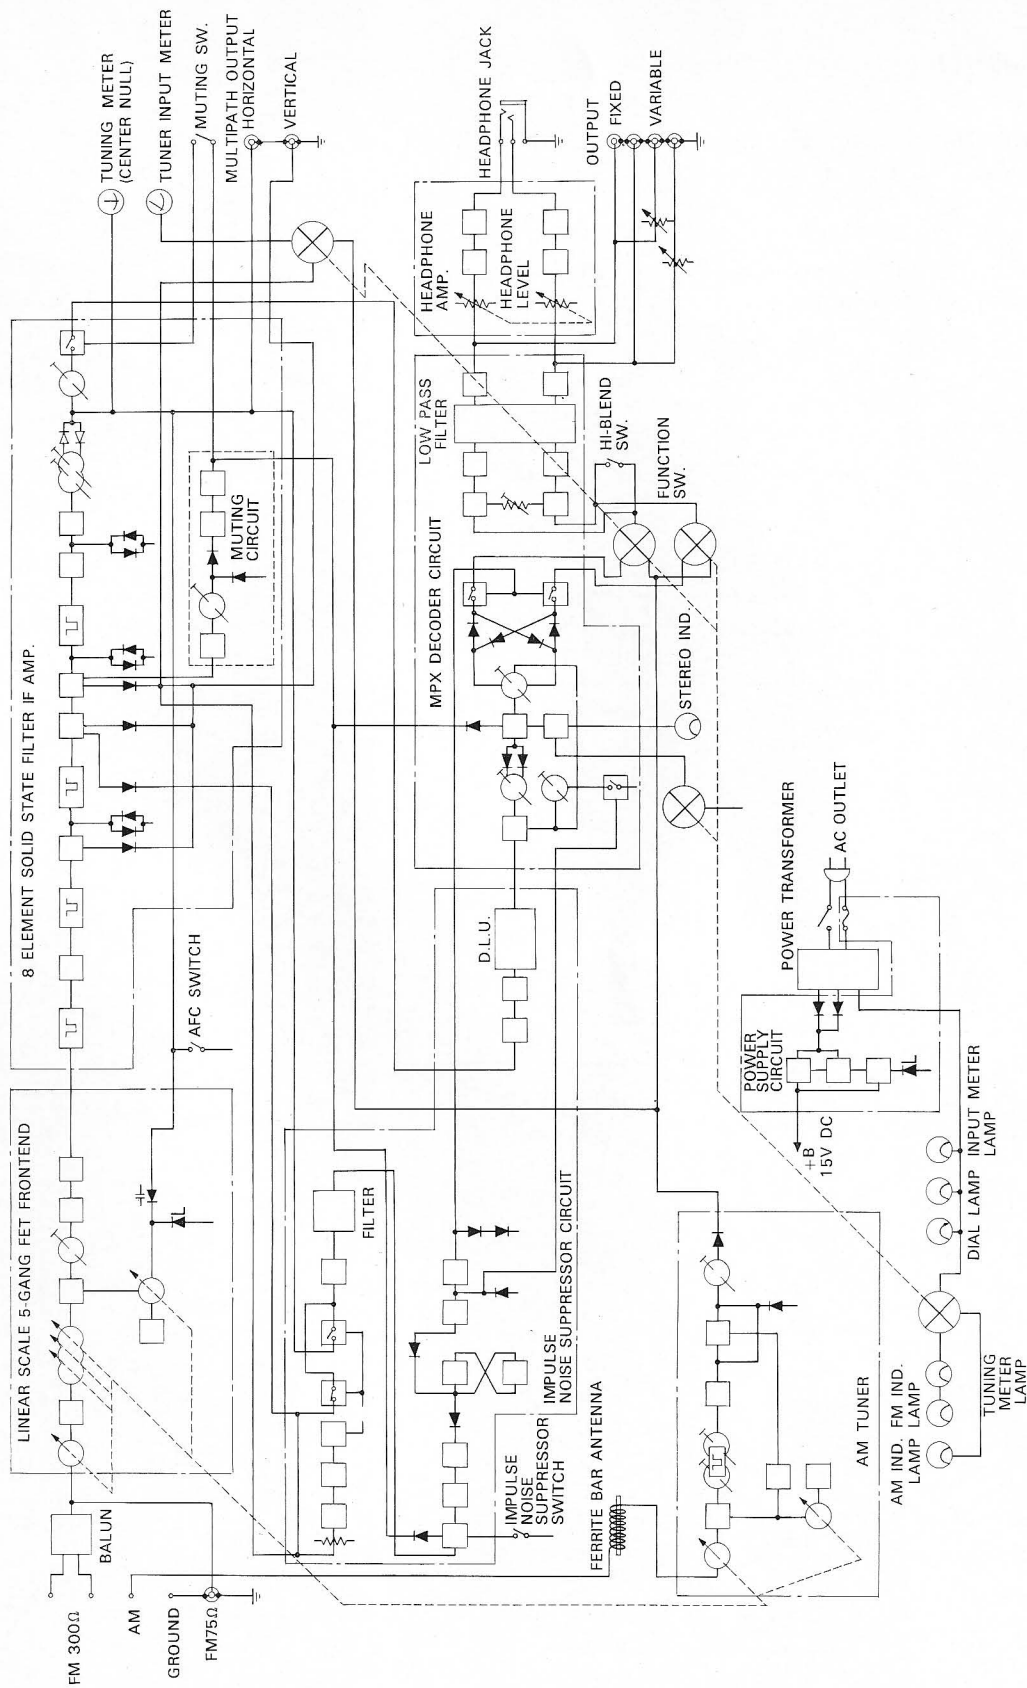 TUNING METER
(CENTER NULL)
TUNER INPUT METER
MUTING SW.
MULTIPATH OUTPUT
HORIZONTAL
VERTICAL
8 ELEMENT SOLID STATE FILTER IF AMP.
MUTING
CIRCUIT
AFC SWITCH
LINEAR SCALE 5-GANG FET FRONTEND
BALUN
FM 300Ω
AM
GROUND
FM75Ω
HEADPHONE JACK
HEADPHONE
AMP.
HEADPHONE
LEVEL
OUTPUT
FIXED
VARIABLE
LOW PASS
FILTER
HI-BLEND
SW.
FUNCTION
SW.
MPX DECODER CIRCUIT
STEREO IND.
D.L.U.
FILTER
IMPULSE
NOISE SUPPRESSOR CIRCUIT
IMPULSE
NOISE
SUPPRESSOR
SWITCH
FERRITE BAR ANTENNA
POWER TRANSFORMER
AC OUTLET
POWER
SUPPLY
CIRCUIT
+B
15V DC
AM TUNER
INPUT METER
LAMP
DIAL LAMP
TUNING
METER
LAMP
FM IND.
LAMP
AM IND.
LAMP